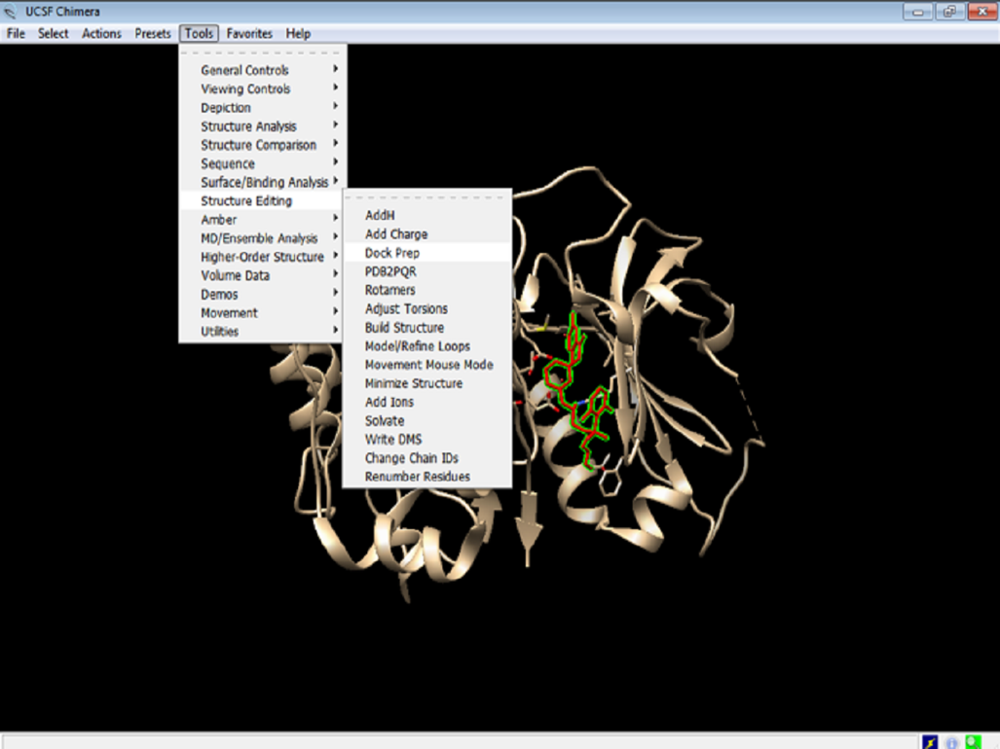 UCSF Chimera
File Select Actions Presets Tools Favorites Help
General Controls
Viewing Controls
Depiction
Structure Analysis
Structure Comparison
Sequence
Surface/Binding Analysis
Structure Editing
Amber
MD/Ensemble Analysis
Higher-Order Structure
Volume Data
Demos
Movement
Utilities
AddH
Add Charge
Dock Prep
PDB2PQR
Rotamers
Adjust Torsions
Build Structure
Model/Refine Loops
Movement Mouse Mode
Minimize Structure
Add Ions
Solvate
Write DMS
Change Chain IDs
Renumber Residues